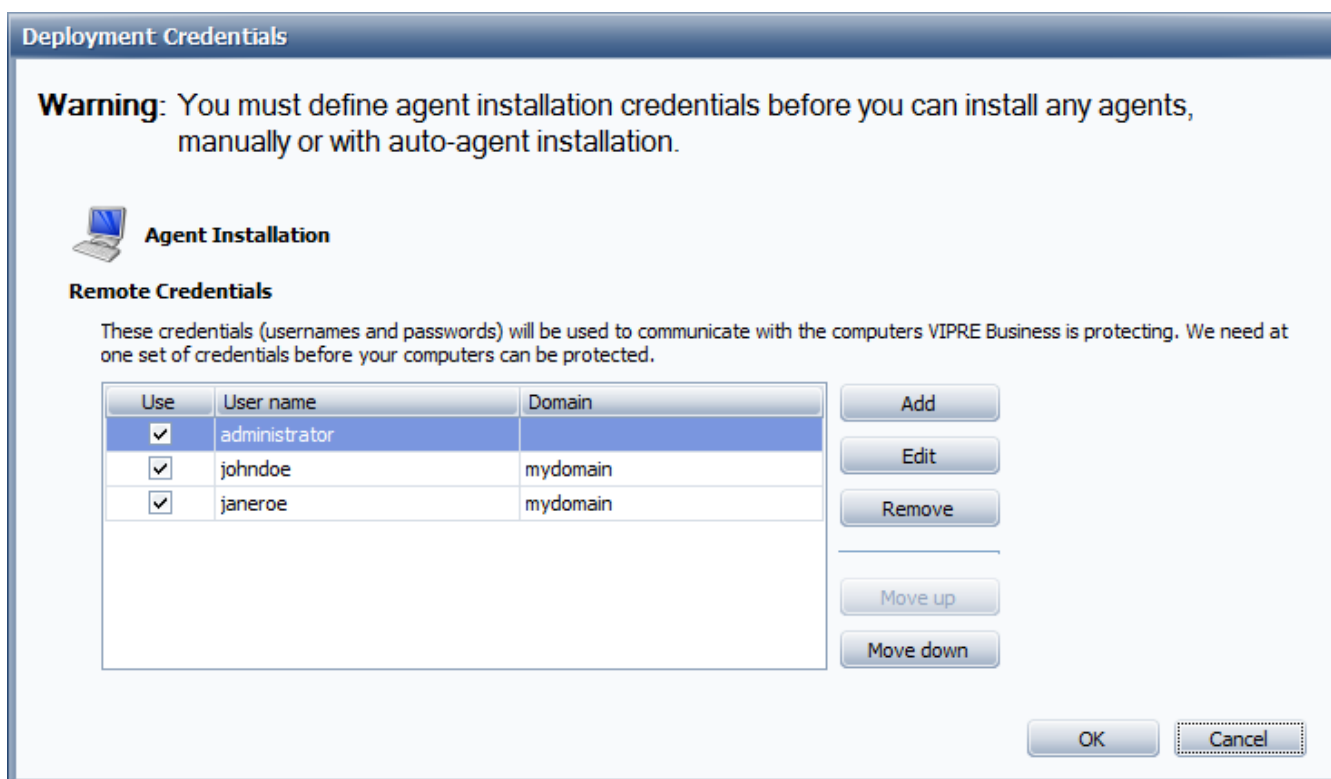 Deployment Credentials
Warning: You must define agent installation credentials before you can install any agents,
manually or with auto-agent installation.
Agent Installation
Remote Credentials
These credentials (usernames and passwords) will be used to communicate with the computers VIPRE Business is protecting. We need at
one set of credentials before your computers can be protected.
Use User name Domain
administrator
johndoe mydomain
janeroe mydomain
Add
Edit
Remove
Move up
Move down
OK Cancel